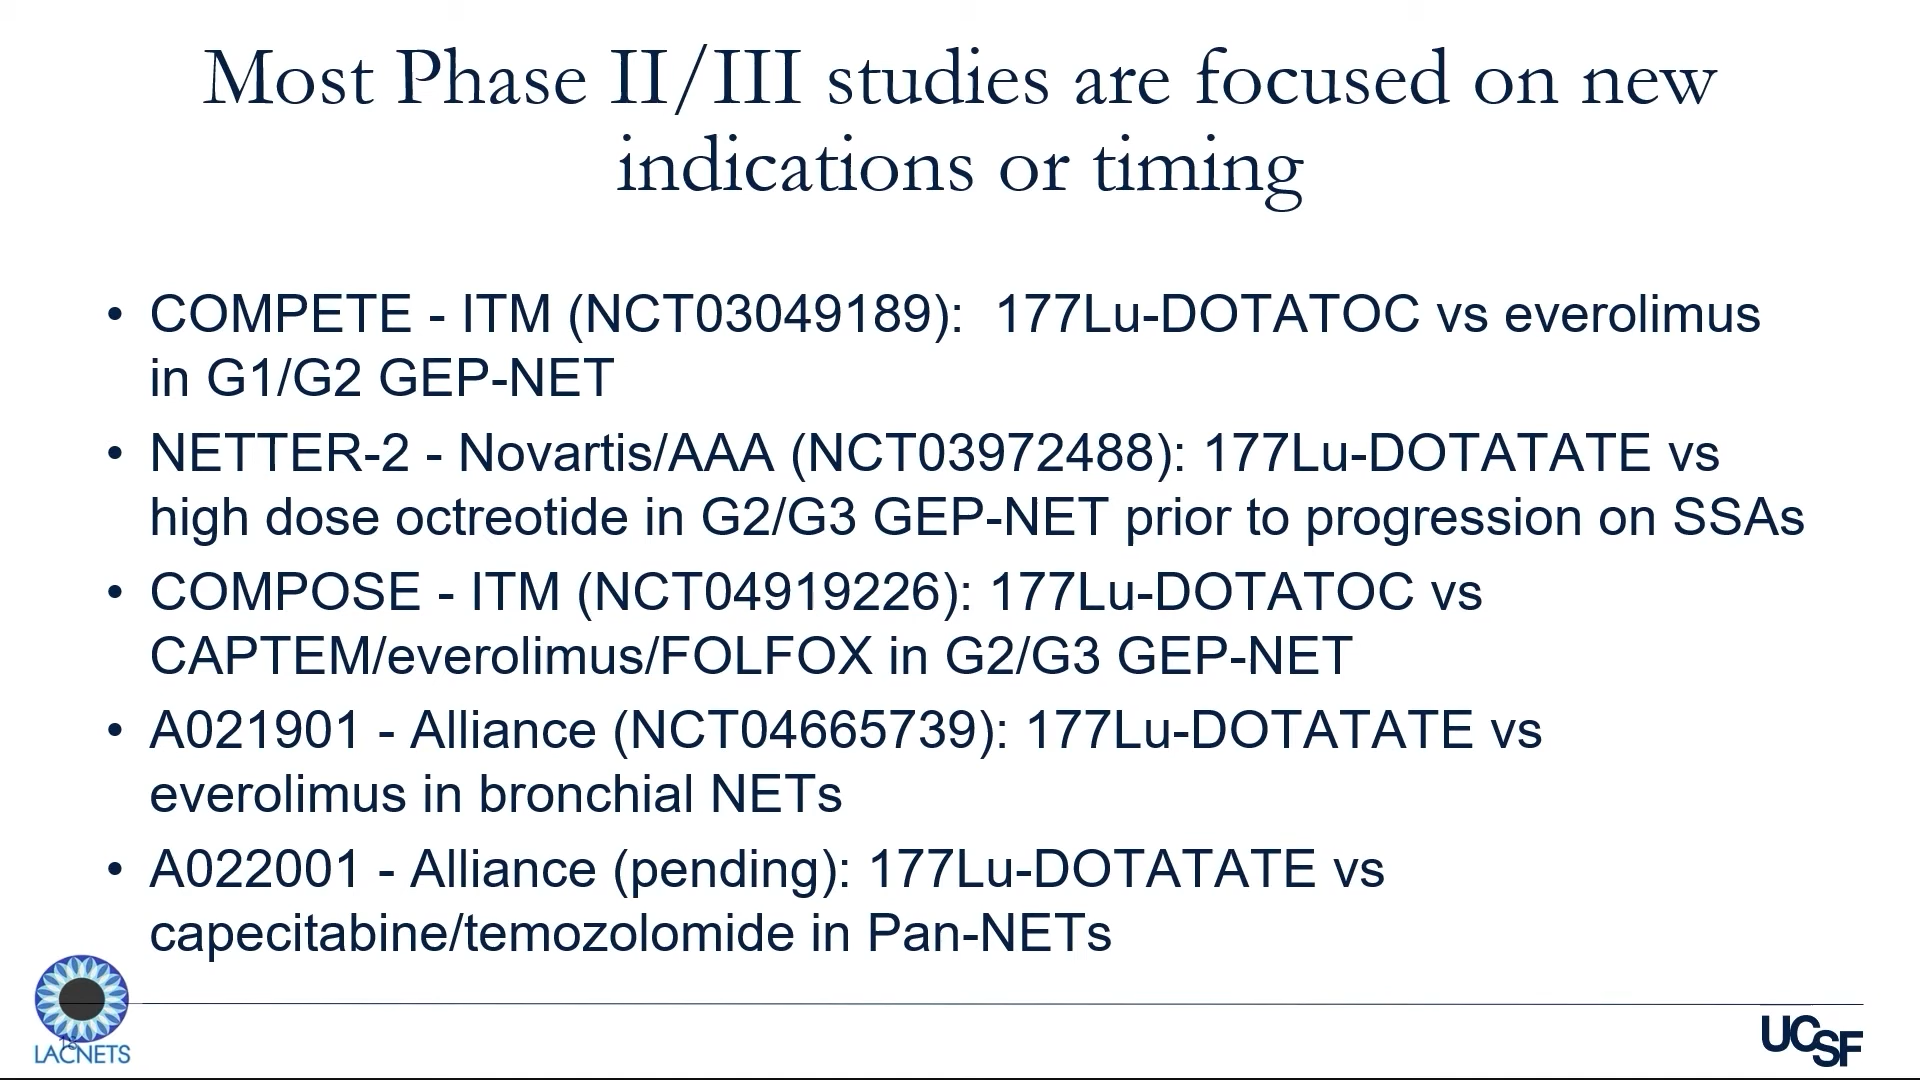 Most Phase II/III studies are focused on new
indications or timing
• COMPETE - ITM (NCT03049189):  177Lu-DOTATOC vs everolimus
in G1/G2 GEP-NET
• NETTER-2 - Novartis/AAA (NCT03972488): 177Lu-DOTATATE vs
high dose octreotide in G2/G3 GEP-NET prior to progression on SSAs
• COMPOSE - ITM (NCT04919226): 177Lu-DOTATOC vs
CAPTEM/everolimus/FOLFOX in G2/G3 GEP-NET
• A021901 - Alliance (NCT04665739): 177Lu-DOTATATE vs
everolimus in bronchial NETs
• A022001 - Alliance (pending): 177Lu-DOTATATE vs
capecitabine/temozolomide in Pan-NETs
LACNETS
UCSF